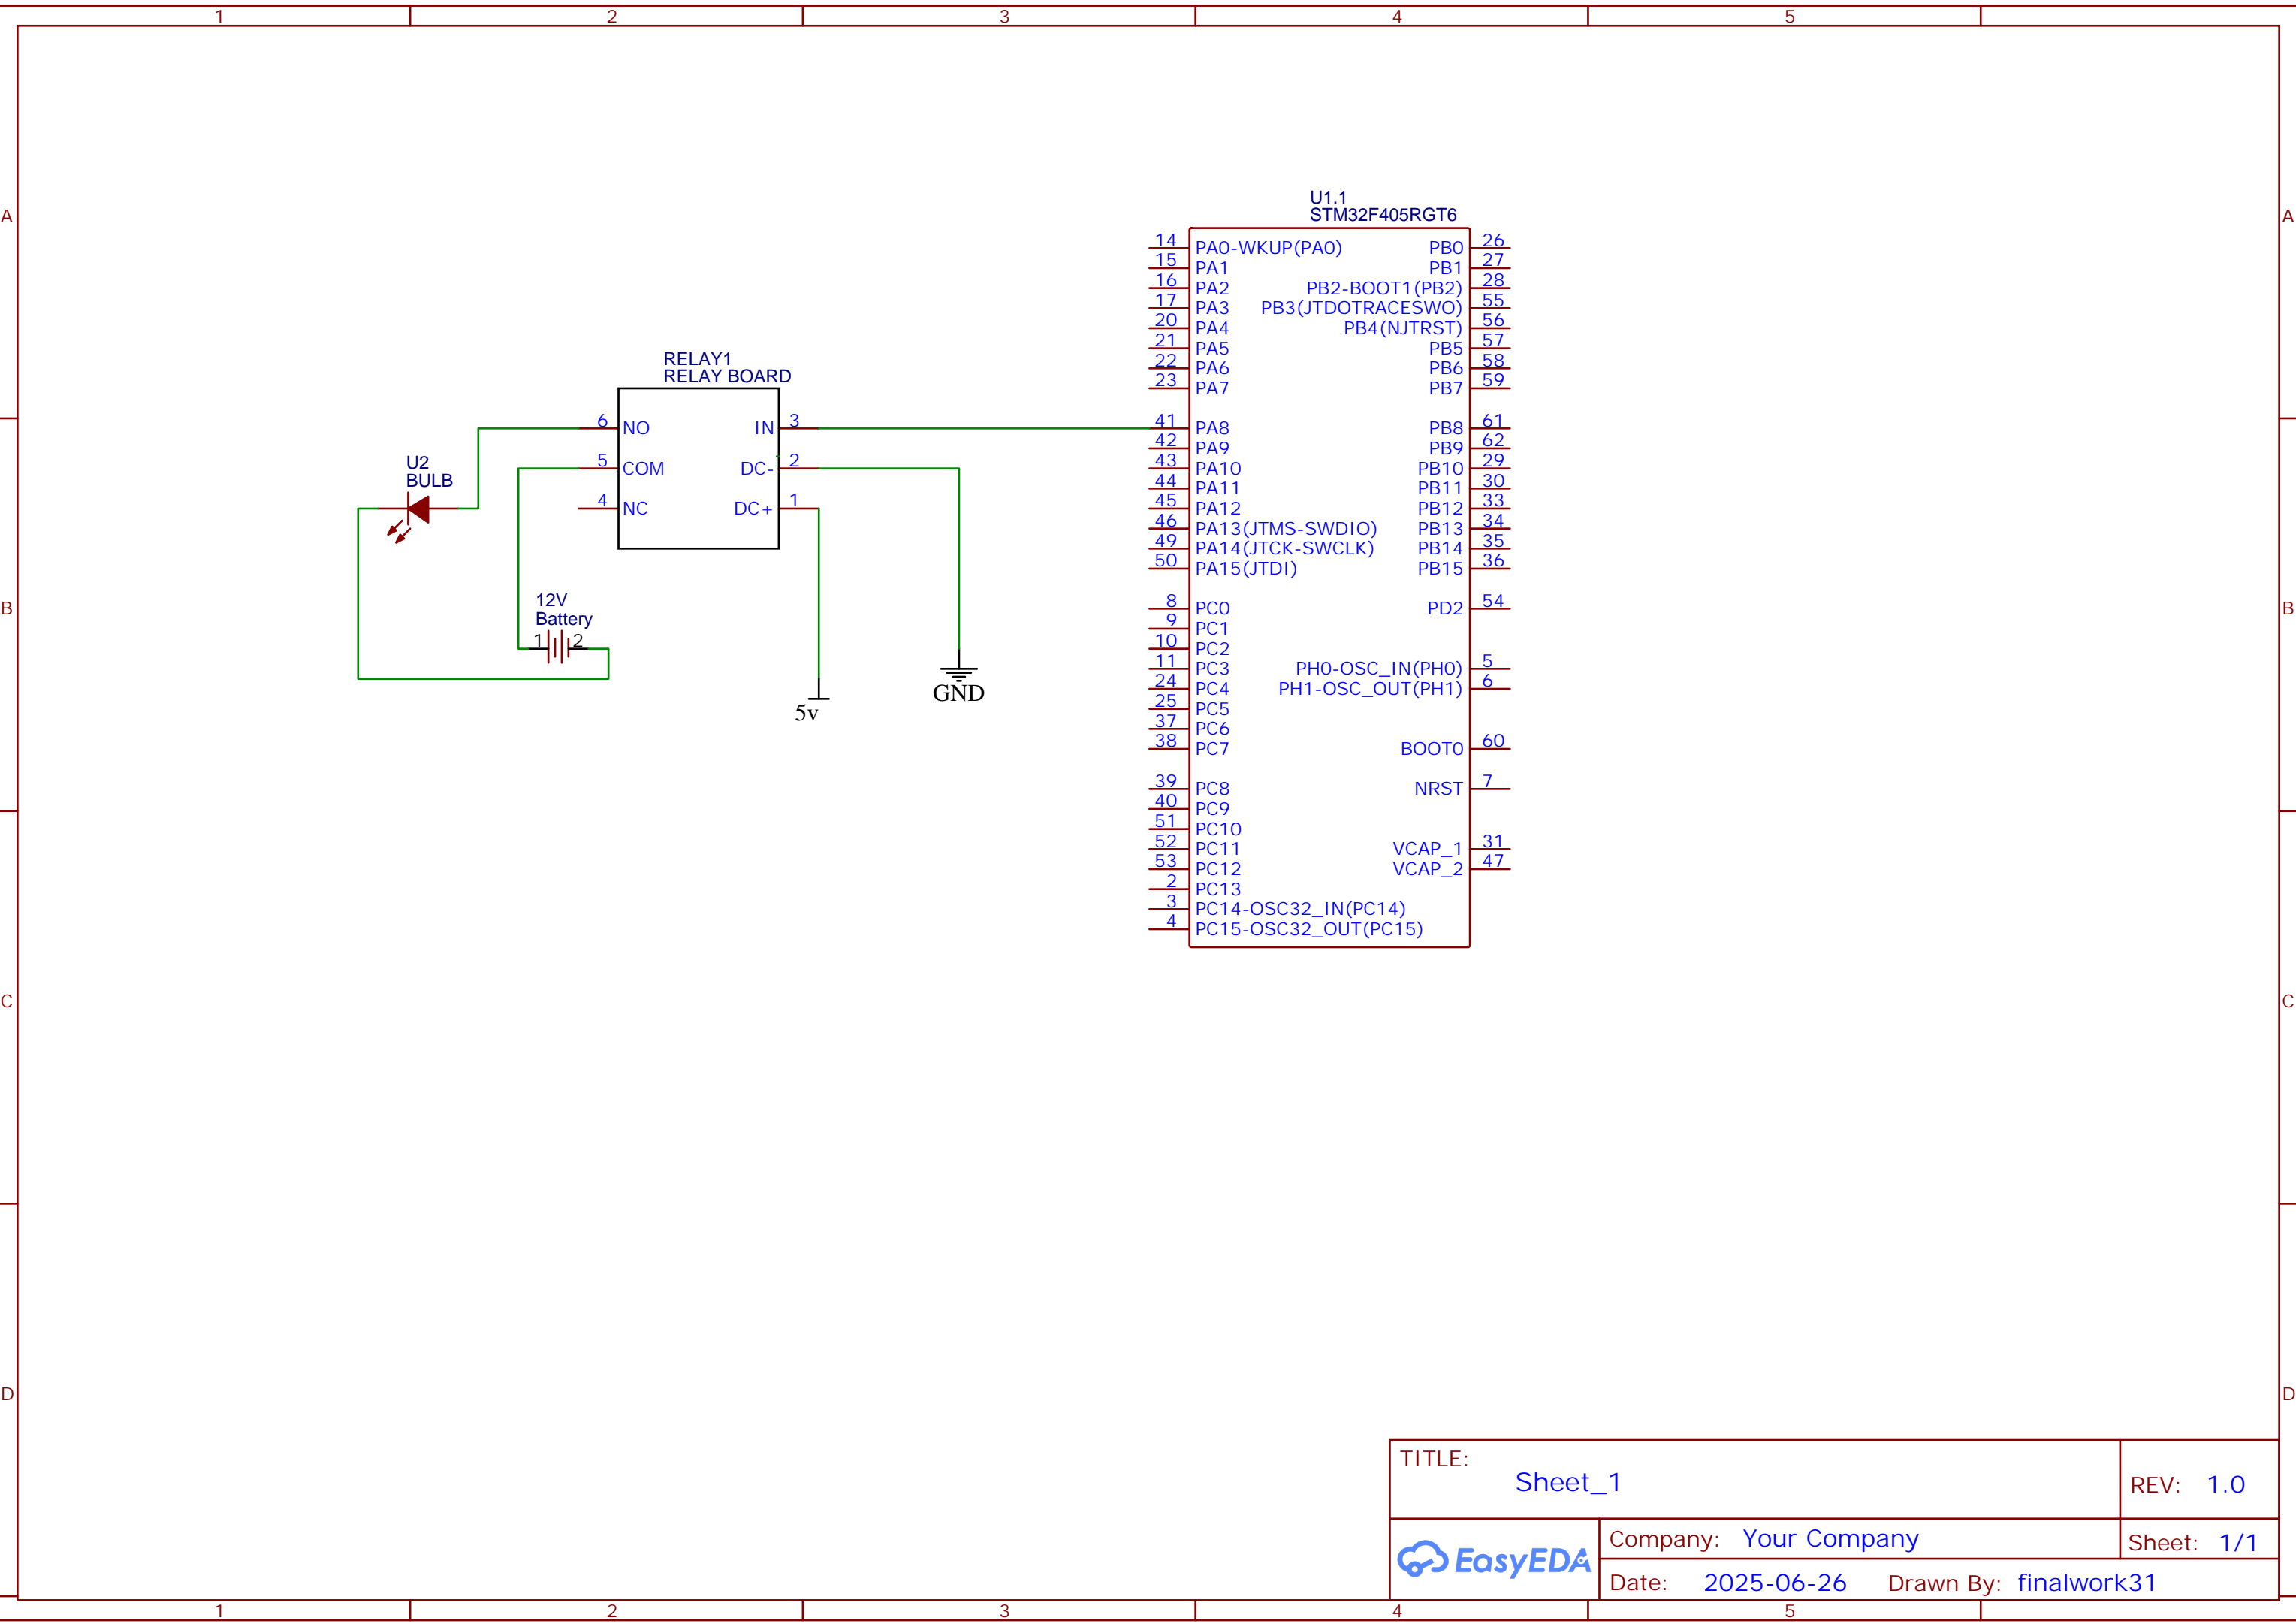 1 2 3 4 5
A A
B B
C C
D D
U1.1
STM32F405RGT6
14 PA0-WKUP(PA0) PB0 26
15 PA1 PB1 27
16 PA2 PB2-BOOT1(PB2) 28
17 PA3 PB3(JTDOTRACESWO) 55
20 PA4 PB4(NJTRST) 56
21 PA5 PB5 57
22 PA6 PB6 58
23 PA7 PB7 59
41 PA8 PB8 61
42 PA9 PB9 62
43 PA10 PB10 29
44 PA11 PB11 30
45 PA12 PB12 33
46 PA13(JTMS-SWDIO) PB13 34
49 PA14(JTCK-SWCLK) PB14 35
50 PA15(JTDI) PB15 36
8 PC0 PD2 54
9 PC1
10 PC2
11 PC3 PH0-OSC_IN(PH0) 5
24 PC4 PH1-OSC_OUT(PH1) 6
25 PC5
37 PC6
38 PC7 BOOT0 60
39 PC8 NRST 7
40 PC9
51 PC10
52 PC11 VCAP_1 31
53 PC12 VCAP_2 47
2 PC13
3 PC14-OSC32_IN(PC14)
4 PC15-OSC32_OUT(PC15)
RELAY1
RELAY BOARD
6 NO IN 3
5 COM DC- 2
4 NC DC+ 1
U2
BULB
12V
Battery
1 2
5v
GND
TITLE:
Sheet_1
REV: 1.0
EasyEDA
Company: Your Company
Sheet: 1/1
Date: 2025-06-26 Drawn By: finalwork31
1 2 3 4 5